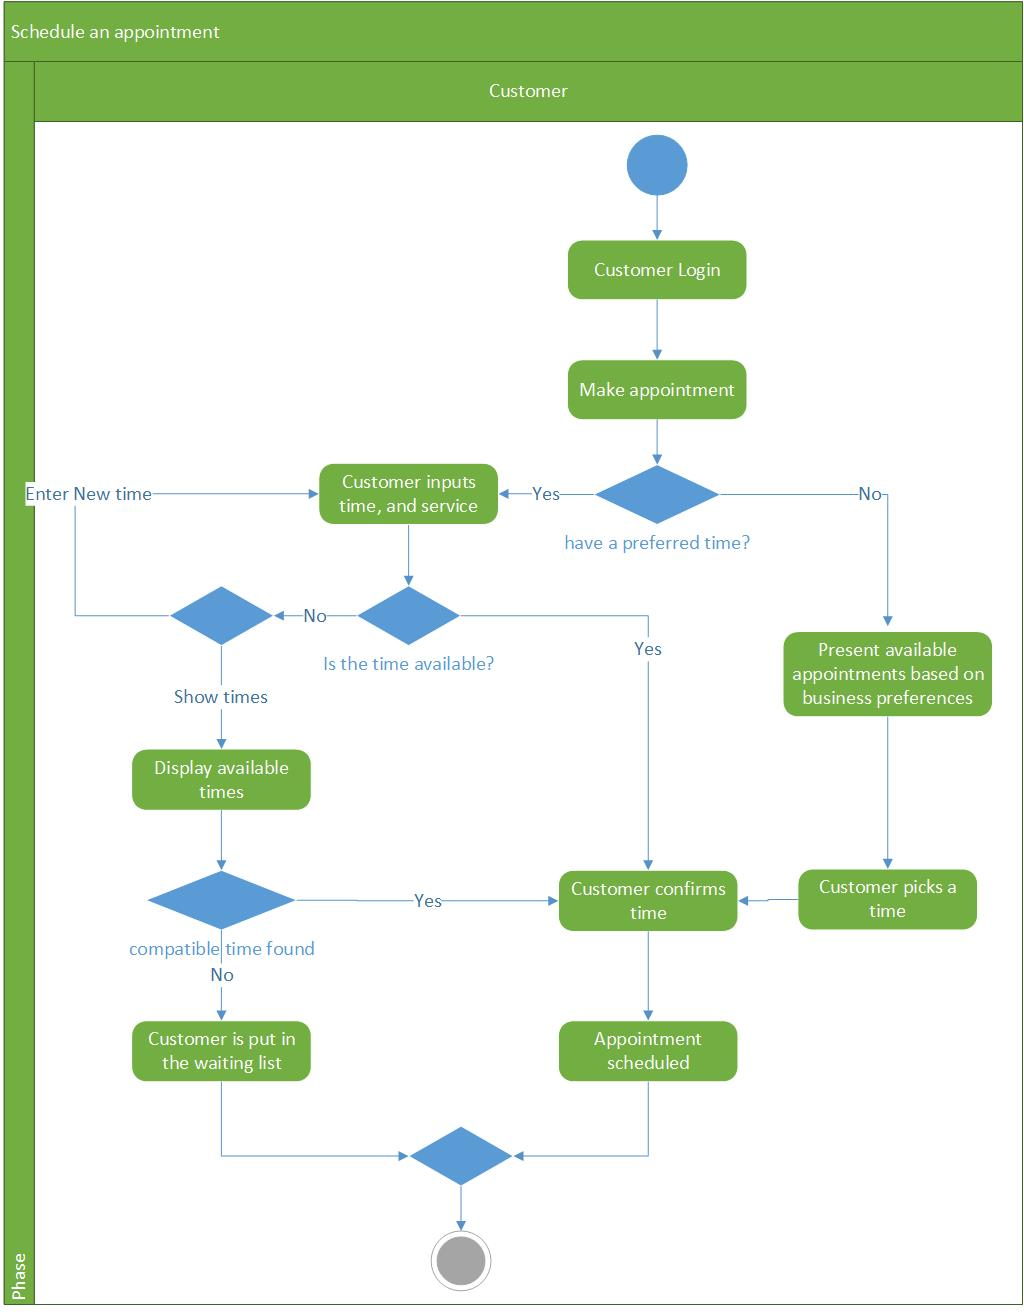 Schedule an appointment
Customer
Customer Login
Make appointment
Enter New time
Customer inputs
time, and service
Yes
No
have a preferred time?
No
Is the time available?
Yes
Present available
appointments based on
business preferences
Show times
Display available
times
Customer confirms
time
Customer picks a
time
Yes
compatible time found
No
Customer is put in
the waiting list
Appointment
scheduled
Phase